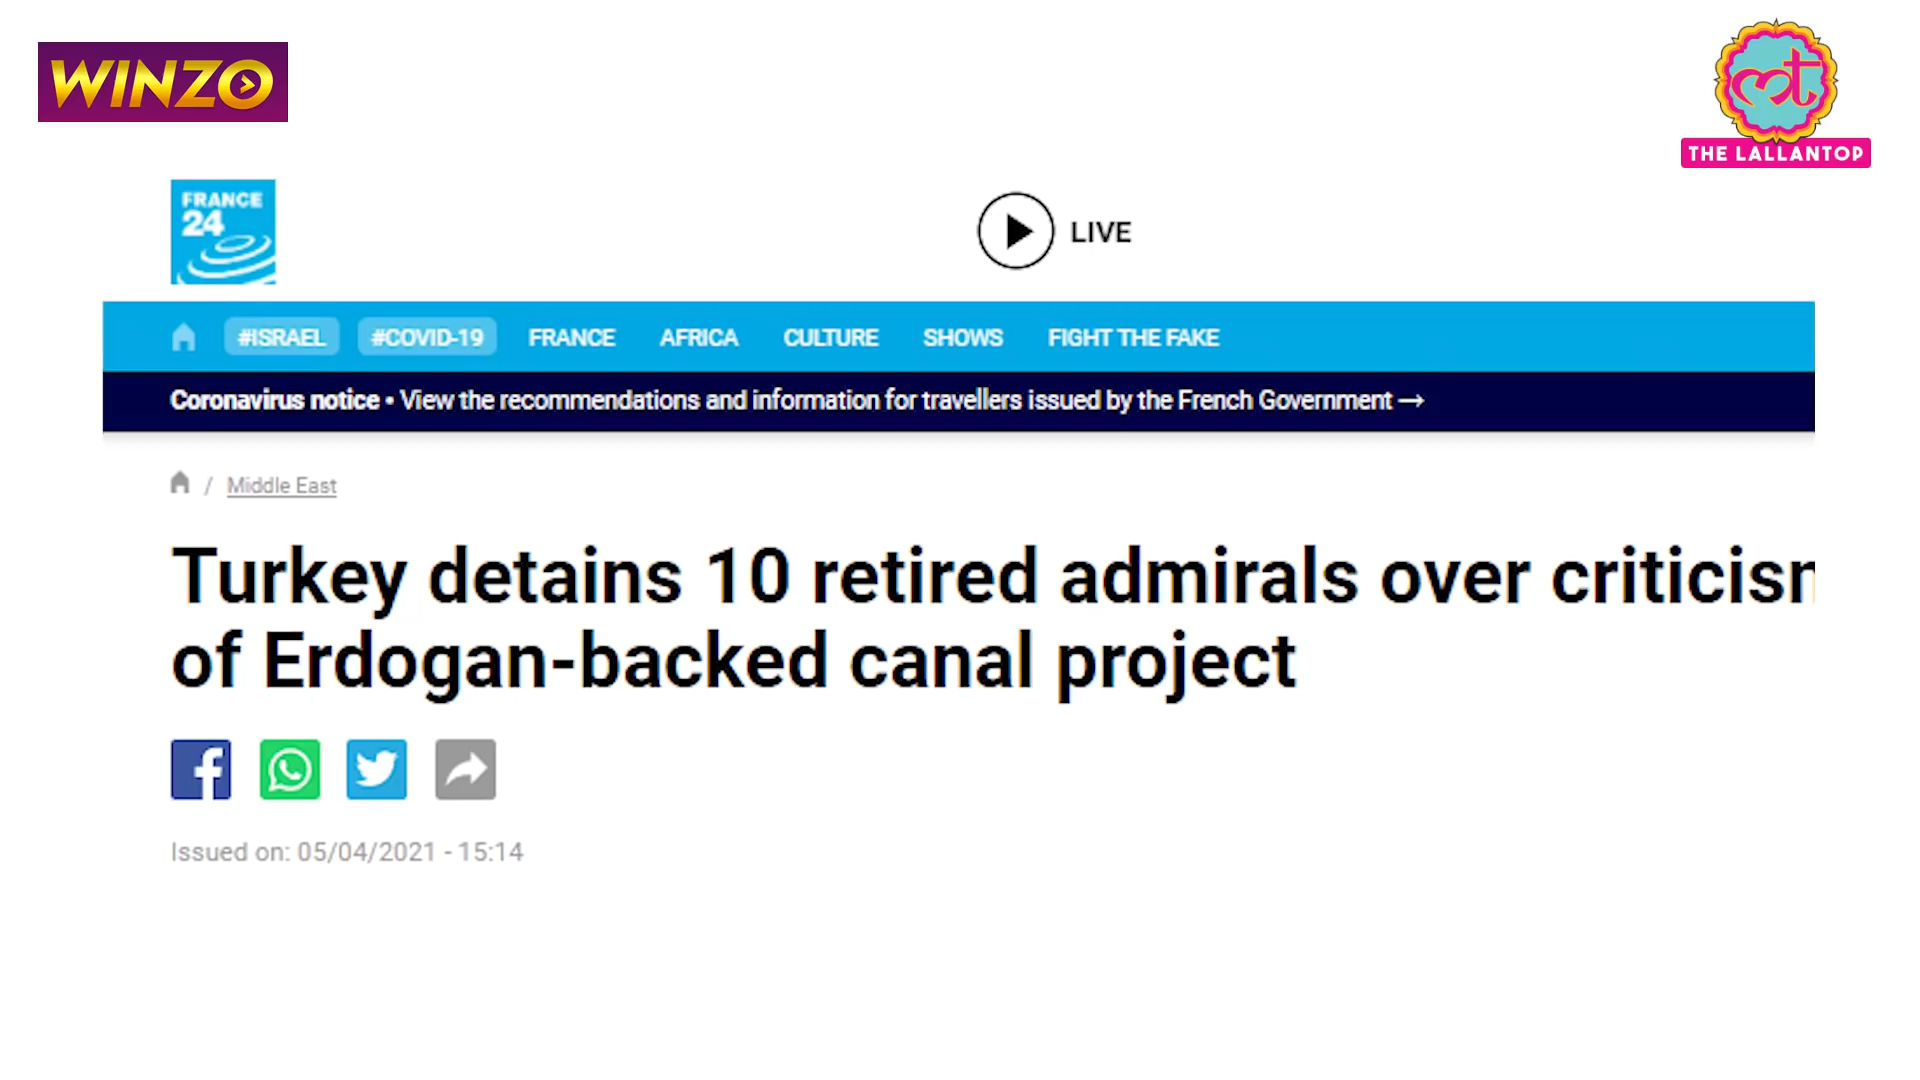 WINZO
THE LALLANTOP
FRANCE
24
LIVE
#ISRAEL #COVID-19 FRANCE AFRICA CULTURE SHOWS FIGHT THE FAKE
Coronavirus notice • View the recommendations and information for travellers issued by the French Government →
/ Middle East
Turkey detains 10 retired admirals over criticism
of Erdogan-backed canal project
Issued on: 05/04/2021 - 15:14